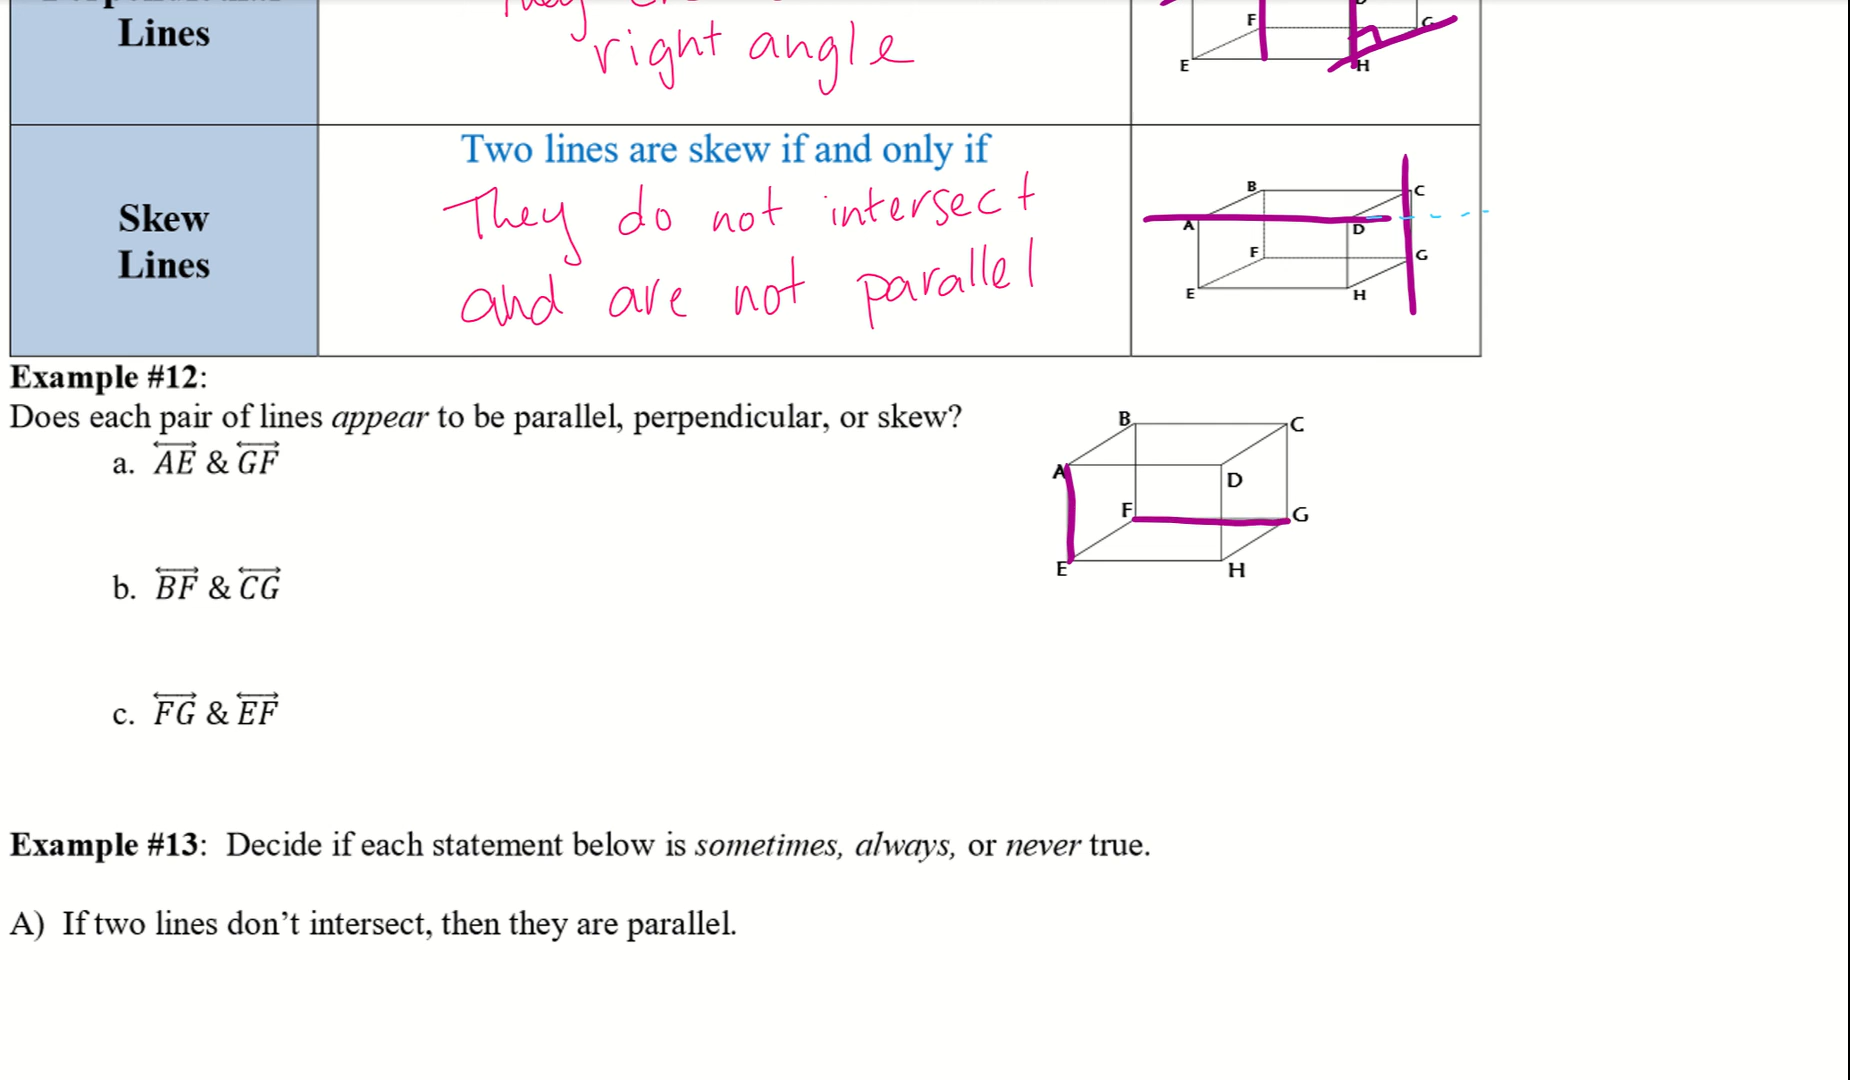 Lines
right angle
F
G
E
H
Two lines are skew if and only if
They do not intersect
and are not parallel
Skew
Lines
B
C
A
D
F
G
E
H
Example #12:
Does each pair of lines appear to be parallel, perpendicular, or skew?
a. AE & GF
b. BF & CG
c. FG & EF
B
C
A
D
F
G
E
H
Example #13: Decide if each statement below is sometimes, always, or never true.
A) If two lines don’t intersect, then they are parallel.